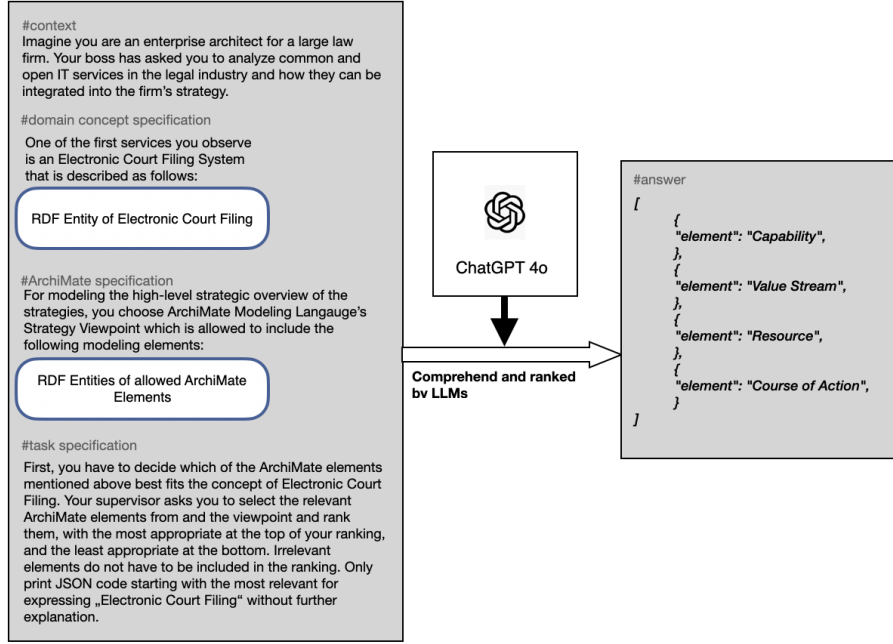 #context
Imagine you are an enterprise architect for a large law
firm. Your boss has asked you to analyze common and
open IT services in the legal industry and how they can be
integrated into the firm's strategy.
#domain concept specification
One of the first services you observe
is an Electronic Court Filing System
that is described as follows:
RDF Entity of Electronic Court Filing
#ArchiMate specification
For modeling the high-level strategic overview of the
strategies, you choose ArchiMate Modeling Langauge's
Strategy Viewpoint which is allowed to include the
following modeling elements:
RDF Entities of allowed ArchiMate
Elements
#task specification
First, you have to decide which of the ArchiMate elements
mentioned above best fits the concept of Electronic Court
Filing. Your supervisor asks you to select the relevant
ArchiMate elements from and the viewpoint and rank
them, with the most appropriate at the top of your ranking,
and the least appropriate at the bottom. Irrelevant
elements do not have to be included in the ranking. Only
print JSON code starting with the most relevant for
expressing „Electronic Court Filing“ without further
explanation.
ChatGPT 4o
Comprehend and ranked
by LLMs
#answer
[
{
"element": "Capability",
},
{
"element": "Value Stream",
},
{
"element": "Resource",
},
{
"element": "Course of Action",
}
]